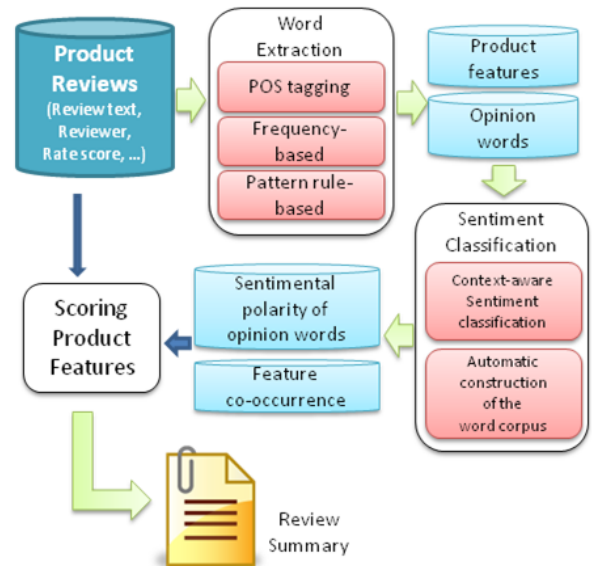 Product
Reviews
(Review text,
Reviewer,
Rate score, ...)
Word
Extraction
POS tagging
Frequency-
based
Pattern rule-
based
Product
features
Opinion
words
Sentiment
Classification
Context-aware
Sentiment
classification
Automatic
construction
of the
word corpus
Sentimental
polarity of
opinion words
Feature
co-occurrence
Scoring
Product
Features
Review
Summary